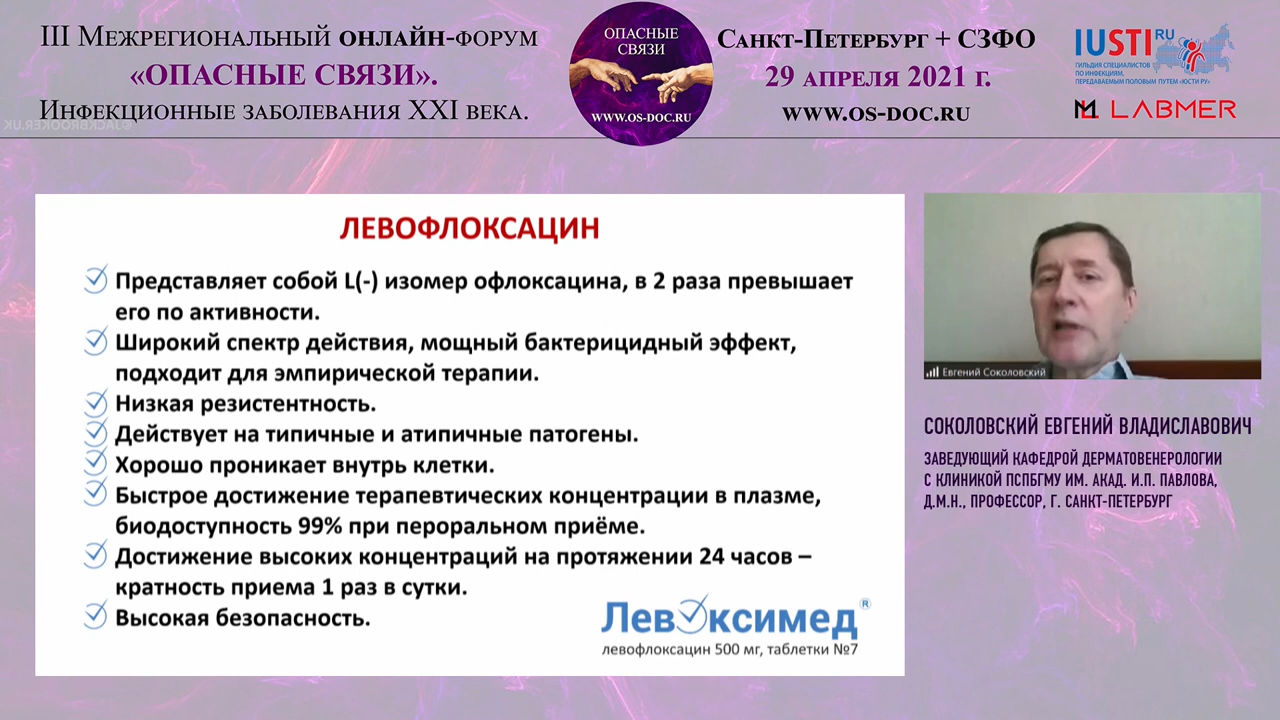 III Межрегиональный онлайн-форум
«ОПАСНЫЕ СВЯЗИ».
Инфекционные заболевания XXI века.
@JACKBROOKER.UK
ОПАСНЫЕ
СВЯЗИ
WWW.OS-DOC.RU
Санкт-Петербург + СЗФО
29 апреля 2021 г.
WWW.OS-DOC.RU
IUSTI RU
ГИЛЬДИЯ СПЕЦИАЛИСТОВ
ПО ИНФЕКЦИЯМ,
ПЕРЕДАВАЕМЫМ ПОЛОВЫМ ПУТЕМ «ЮСТИ РУ»
LABMER
ЛЕВОФЛОКСАЦИН
Представляет собой L(-) изомер офлоксацина, в 2 раза превышает
его по активности.
Широкий спектр действия, мощный бактерицидный эффект,
подходит для эмпирической терапии.
Низкая резистентность.
Действует на типичные и атипичные патогены.
Хорошо проникает внутрь клетки.
Быстрое достижение терапевтических концентрации в плазме,
биодоступность 99% при пероральном приёме.
Достижение высоких концентраций на протяжении 24 часов –
кратность приема 1 раз в сутки.
Высокая безопасность.
ЛевОксимед®
левофлоксацин 500 мг, таблетки №7
Евгений Соколовский
СОКОЛОВСКИЙ ЕВГЕНИЙ ВЛАДИСЛАВОВИЧ
ЗАВЕДУЮЩИЙ КАФЕДРОЙ ДЕРМАТОВЕНЕРОЛОГИИ
С КЛИНИКОЙ ПСПБГМУ ИМ. АКАД. И.П. ПАВЛОВА,
Д.М.Н., ПРОФЕССОР, Г. САНКТ-ПЕТЕРБУРГ